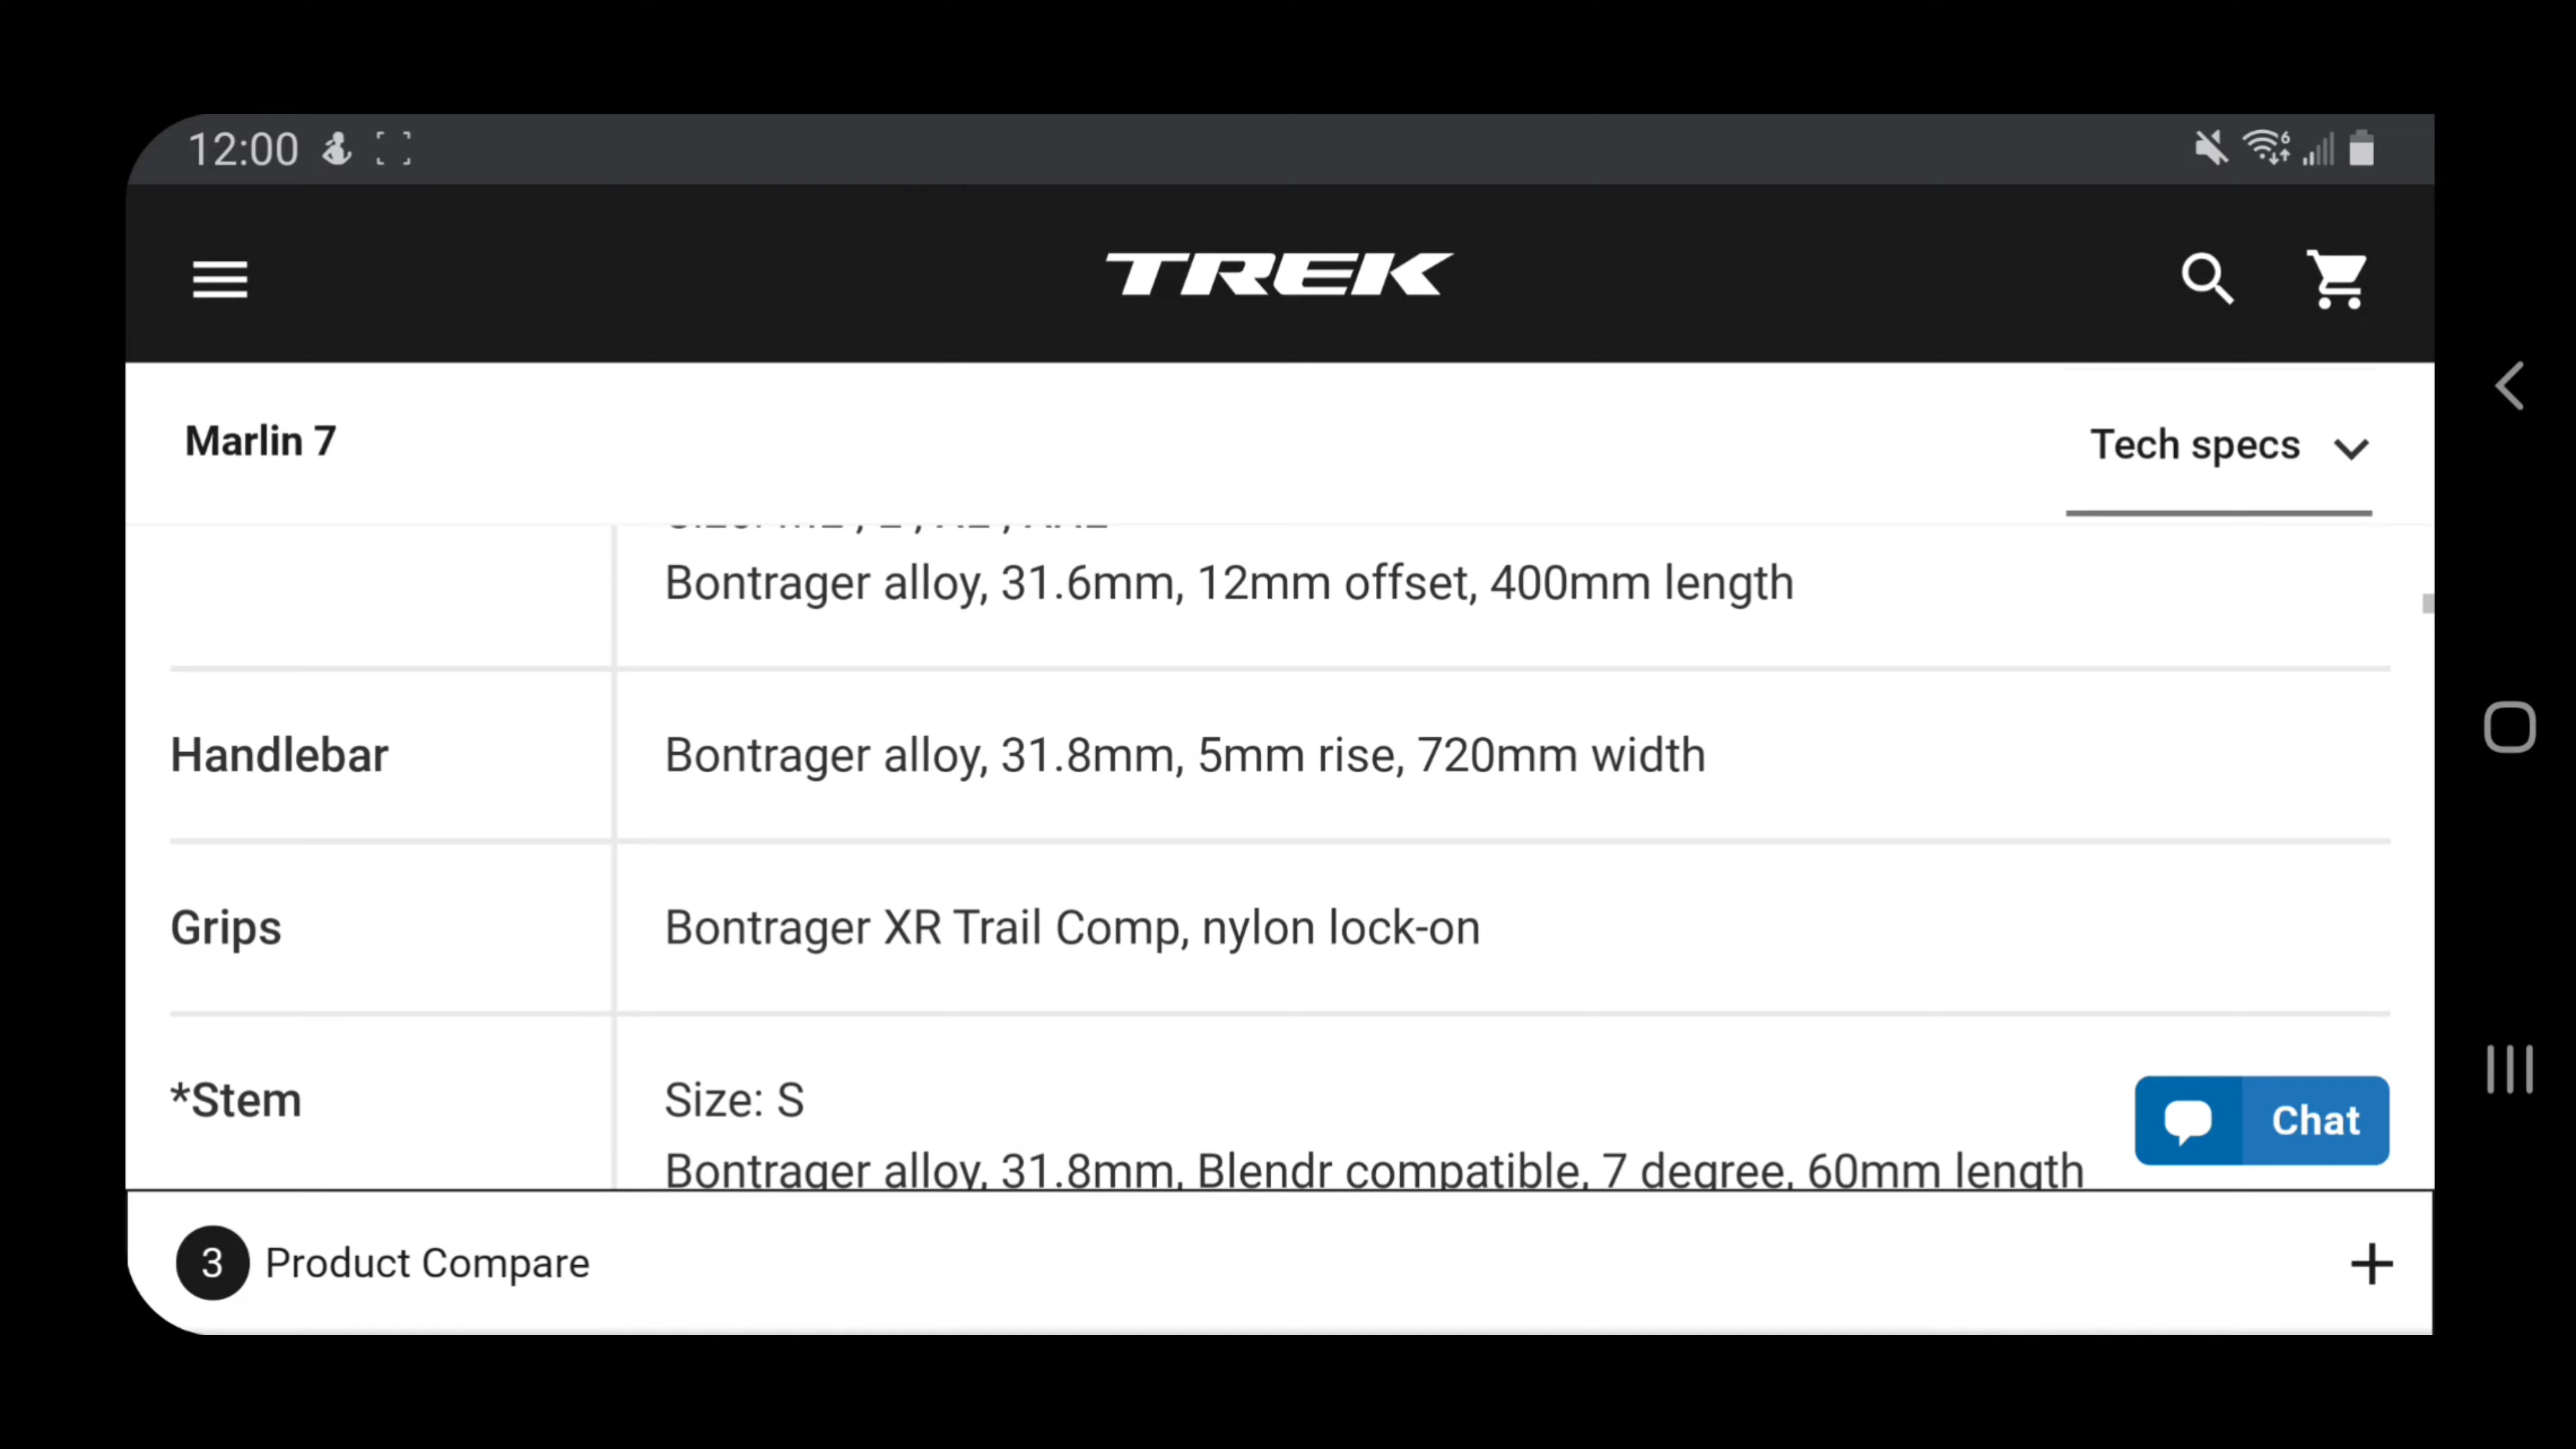 12:00
TREK
Marlin 7
Tech specs
Bontrager alloy, 31.6mm, 12mm offset, 400mm length
Handlebar
Bontrager alloy, 31.8mm, 5mm rise, 720mm width
Grips
Bontrager XR Trail Comp, nylon lock-on
*Stem
Size: S
Bontrager alloy, 31.8mm, Blendr compatible, 7 degree, 60mm length
Chat
3 Product Compare